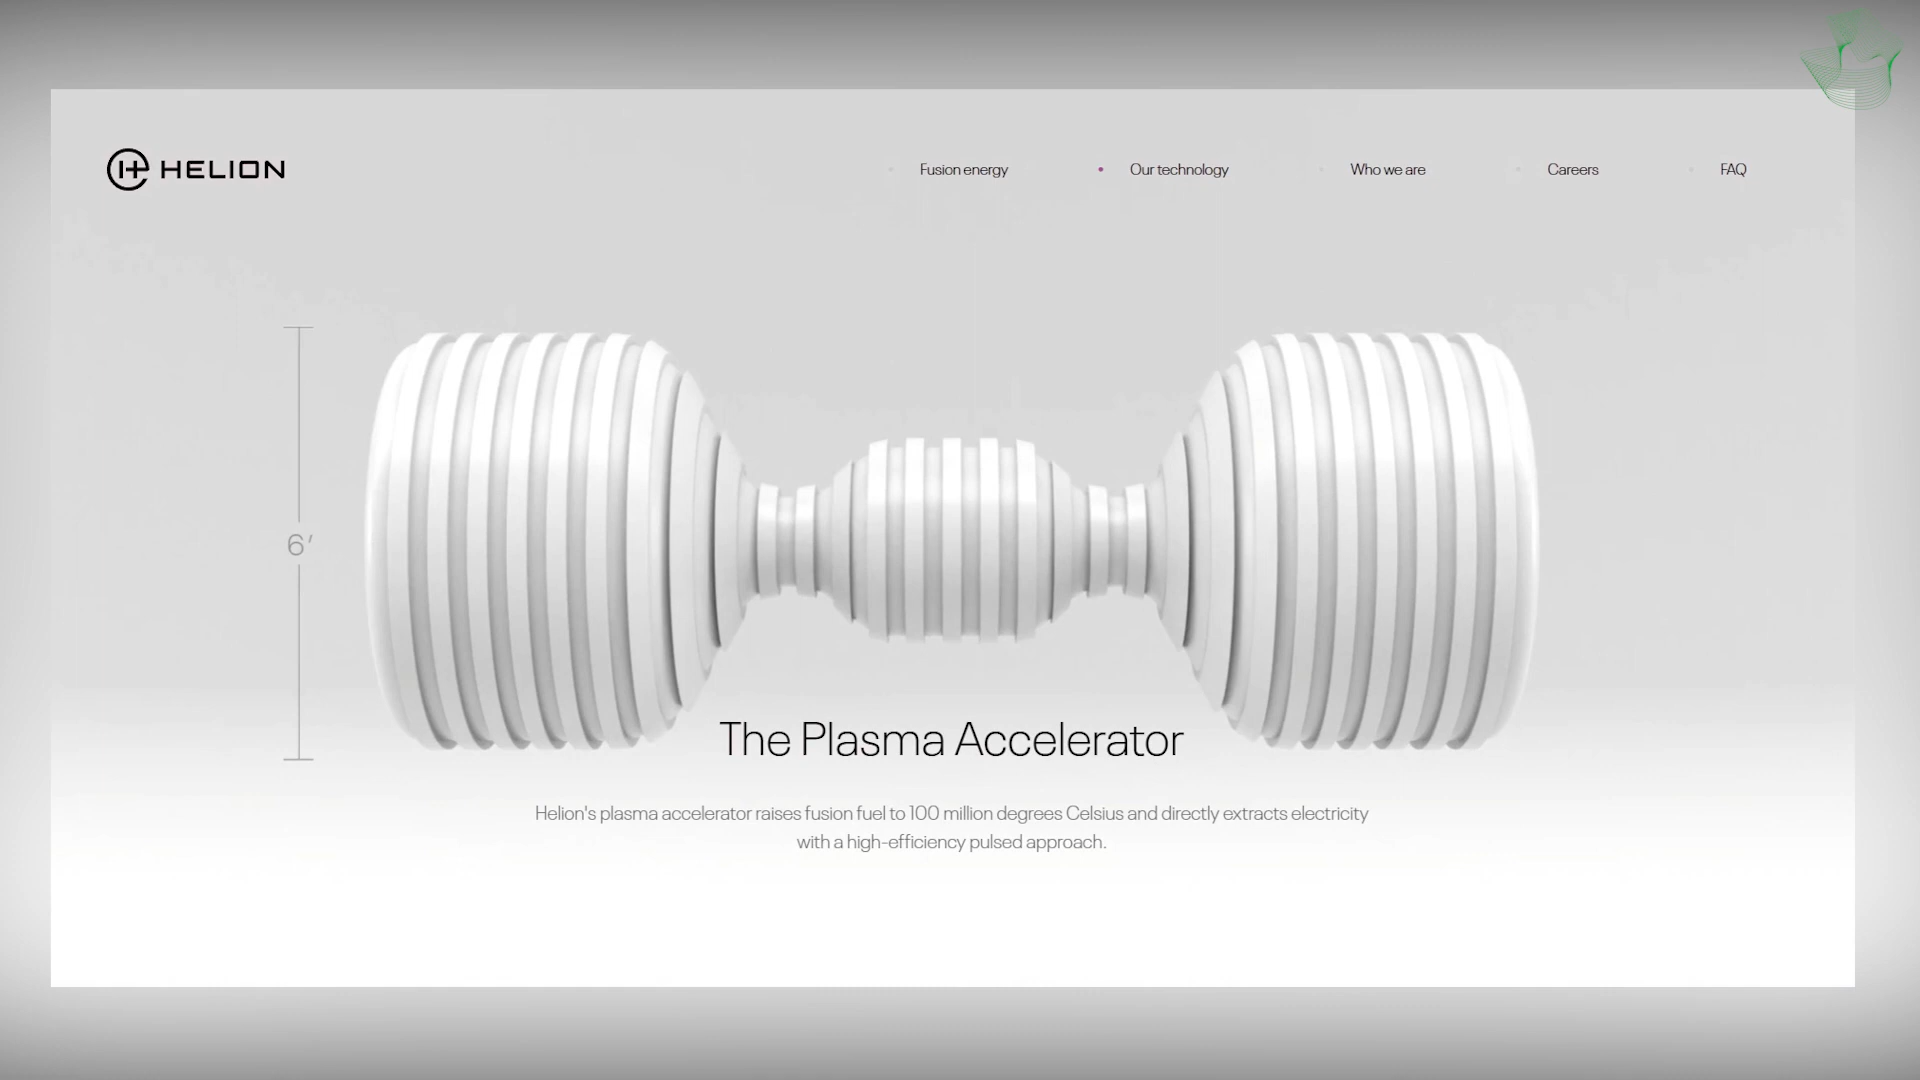 HELION
Fusion energy
Our technology
Who we are
Careers
FAQ
6'
The Plasma Accelerator
Helion's plasma accelerator raises fusion fuel to 100 million degrees Celsius and directly extracts electricity
with a high-efficiency pulsed approach.